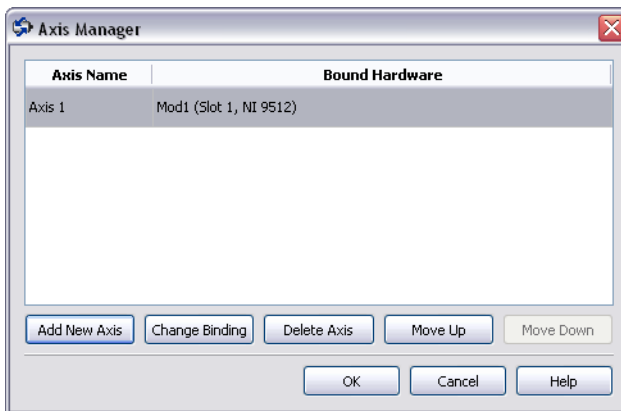 Axis Manager
Axis Name Bound Hardware
Axis 1 Mod1 (Slot 1, NI 9512)
Add New Axis Change Binding Delete Axis Move Up Move Down
OK Cancel Help